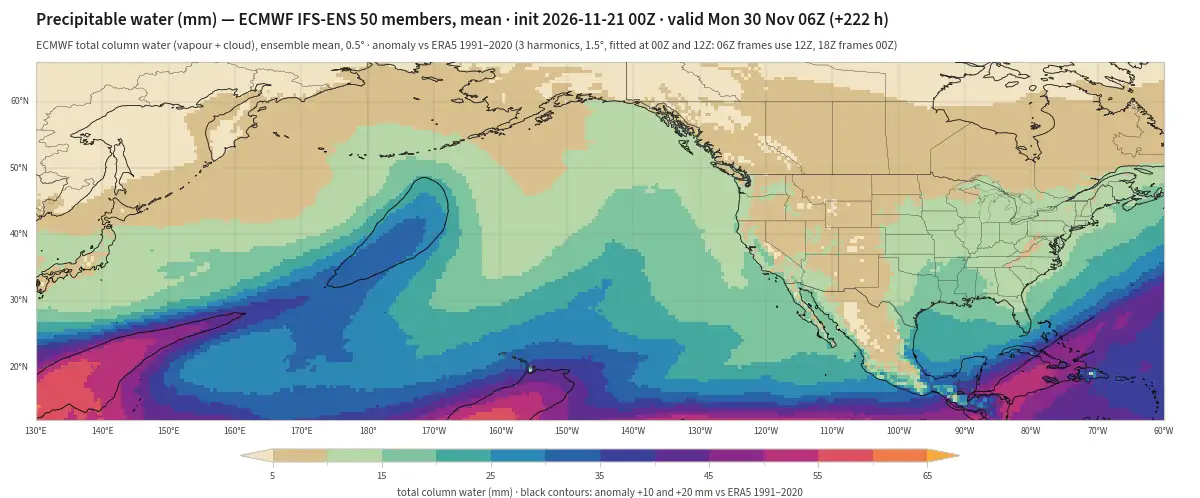 Precipitable water (mm) — ECMWF IFS-ENS 50 members, mean · init 2026-11-21 00Z · valid Mon 30 Nov 06Z (+222 h)
ECMWF total column water (vapour + cloud), ensemble mean, 0.5° · anomaly vs ERA5 1991–2020 (3 harmonics, 1.5°, fitted at 00Z and 12Z: 06Z frames use 12Z, 18Z frames 00Z)
60°N
50°N
40°N
30°N
20°N
130°E 140°E 150°E 160°E 170°E 180° 170°W 160°W 150°W 140°W 130°W 120°W 110°W 100°W 90°W 80°W 70°W 60°W
5 15 25 35 45 55 65
total column water (mm) · black contours: anomaly +10 and +20 mm vs ERA5 1991–2020